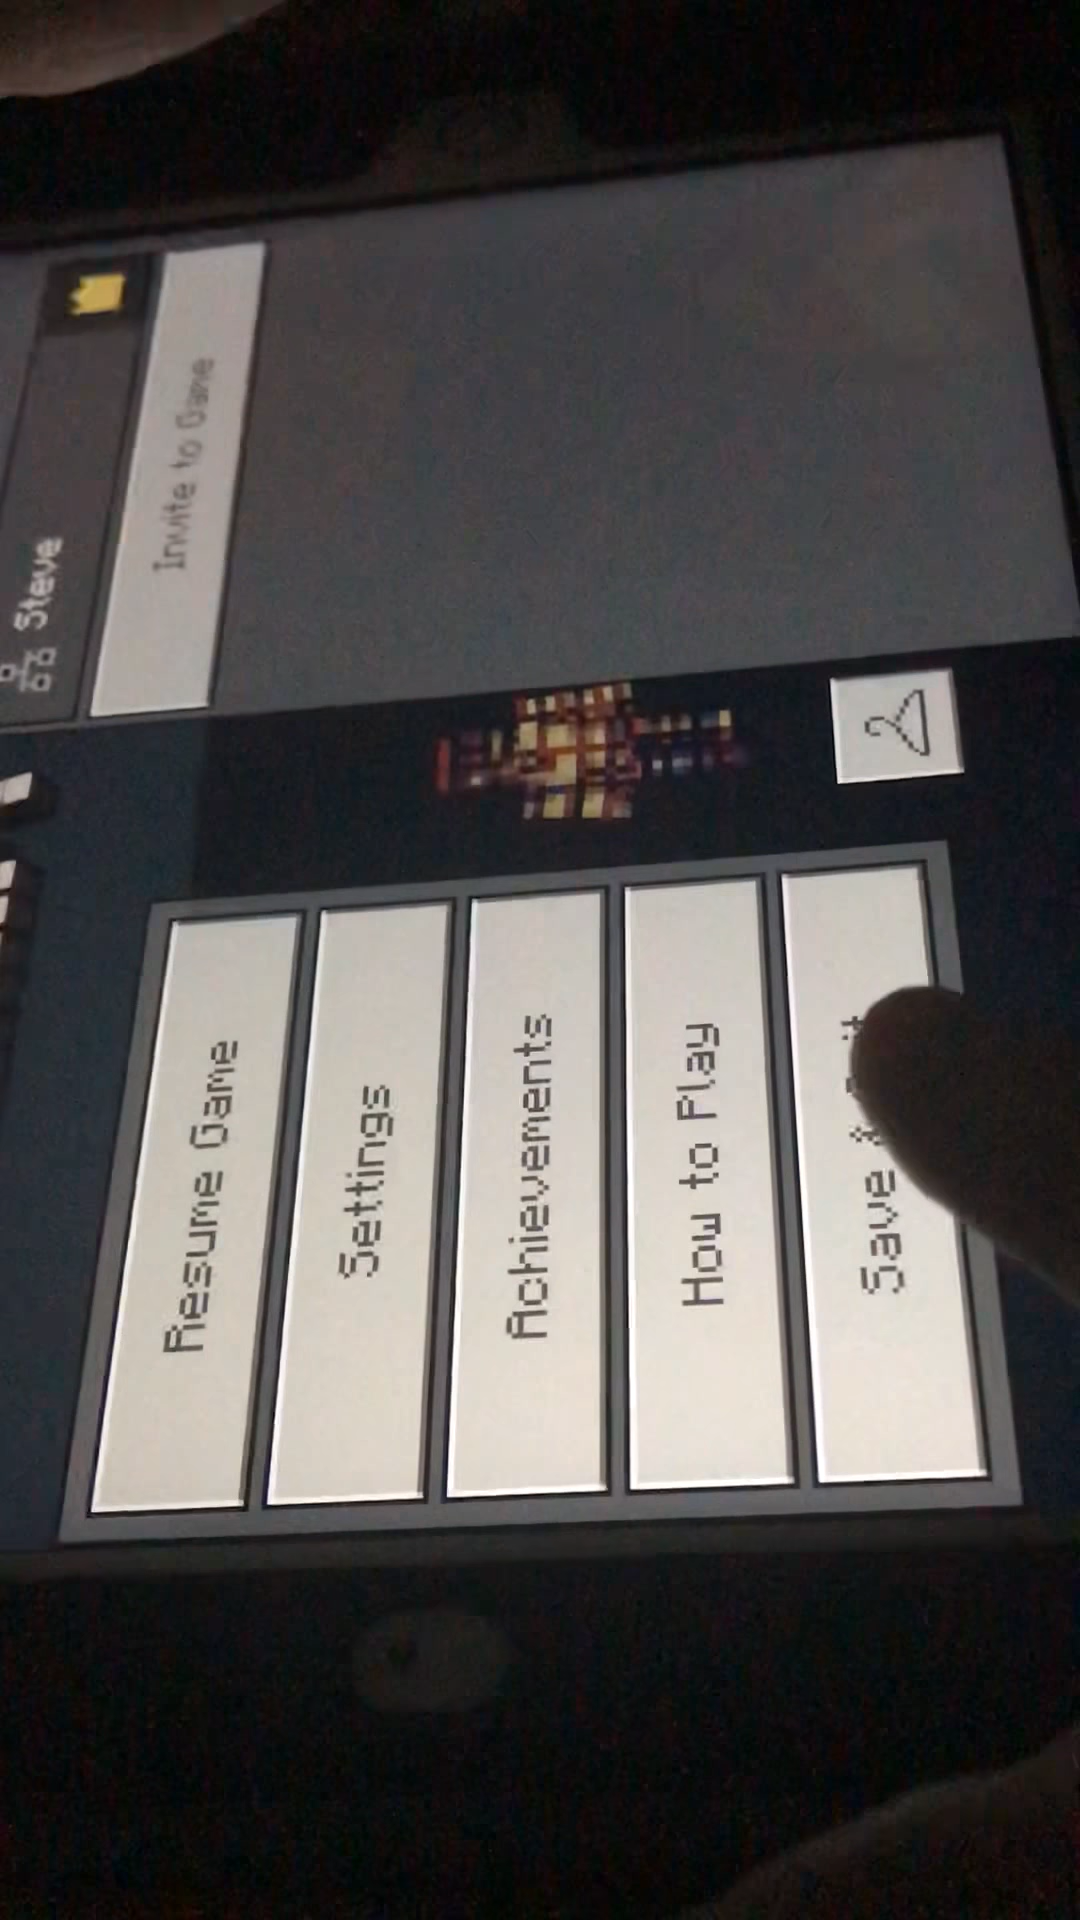 Resume Game
Settings
Achievements
How to Play
Save &
Steve
Invite to Game